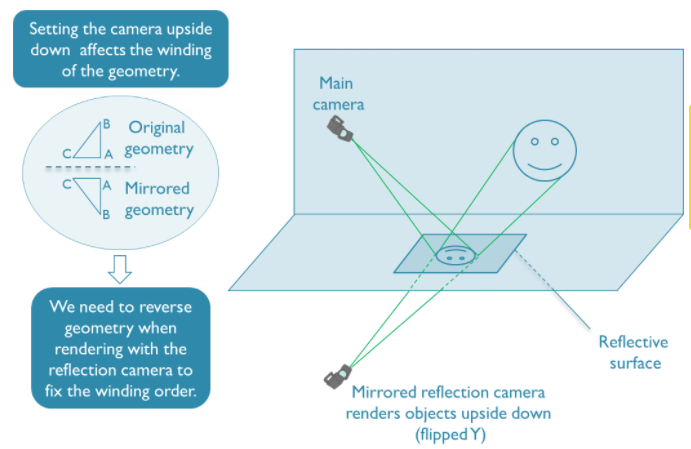 Setting the camera upside
down affects the winding
of the geometry.
B
Original
C
A
geometry
C
A
Mirrored
B
geometry
We need to reverse
geometry when
rendering with the
reflection camera to
fix the winding order.
Main
camera
Reflective
surface
Mirrored reflection camera
renders objects upside down
(flipped Y)